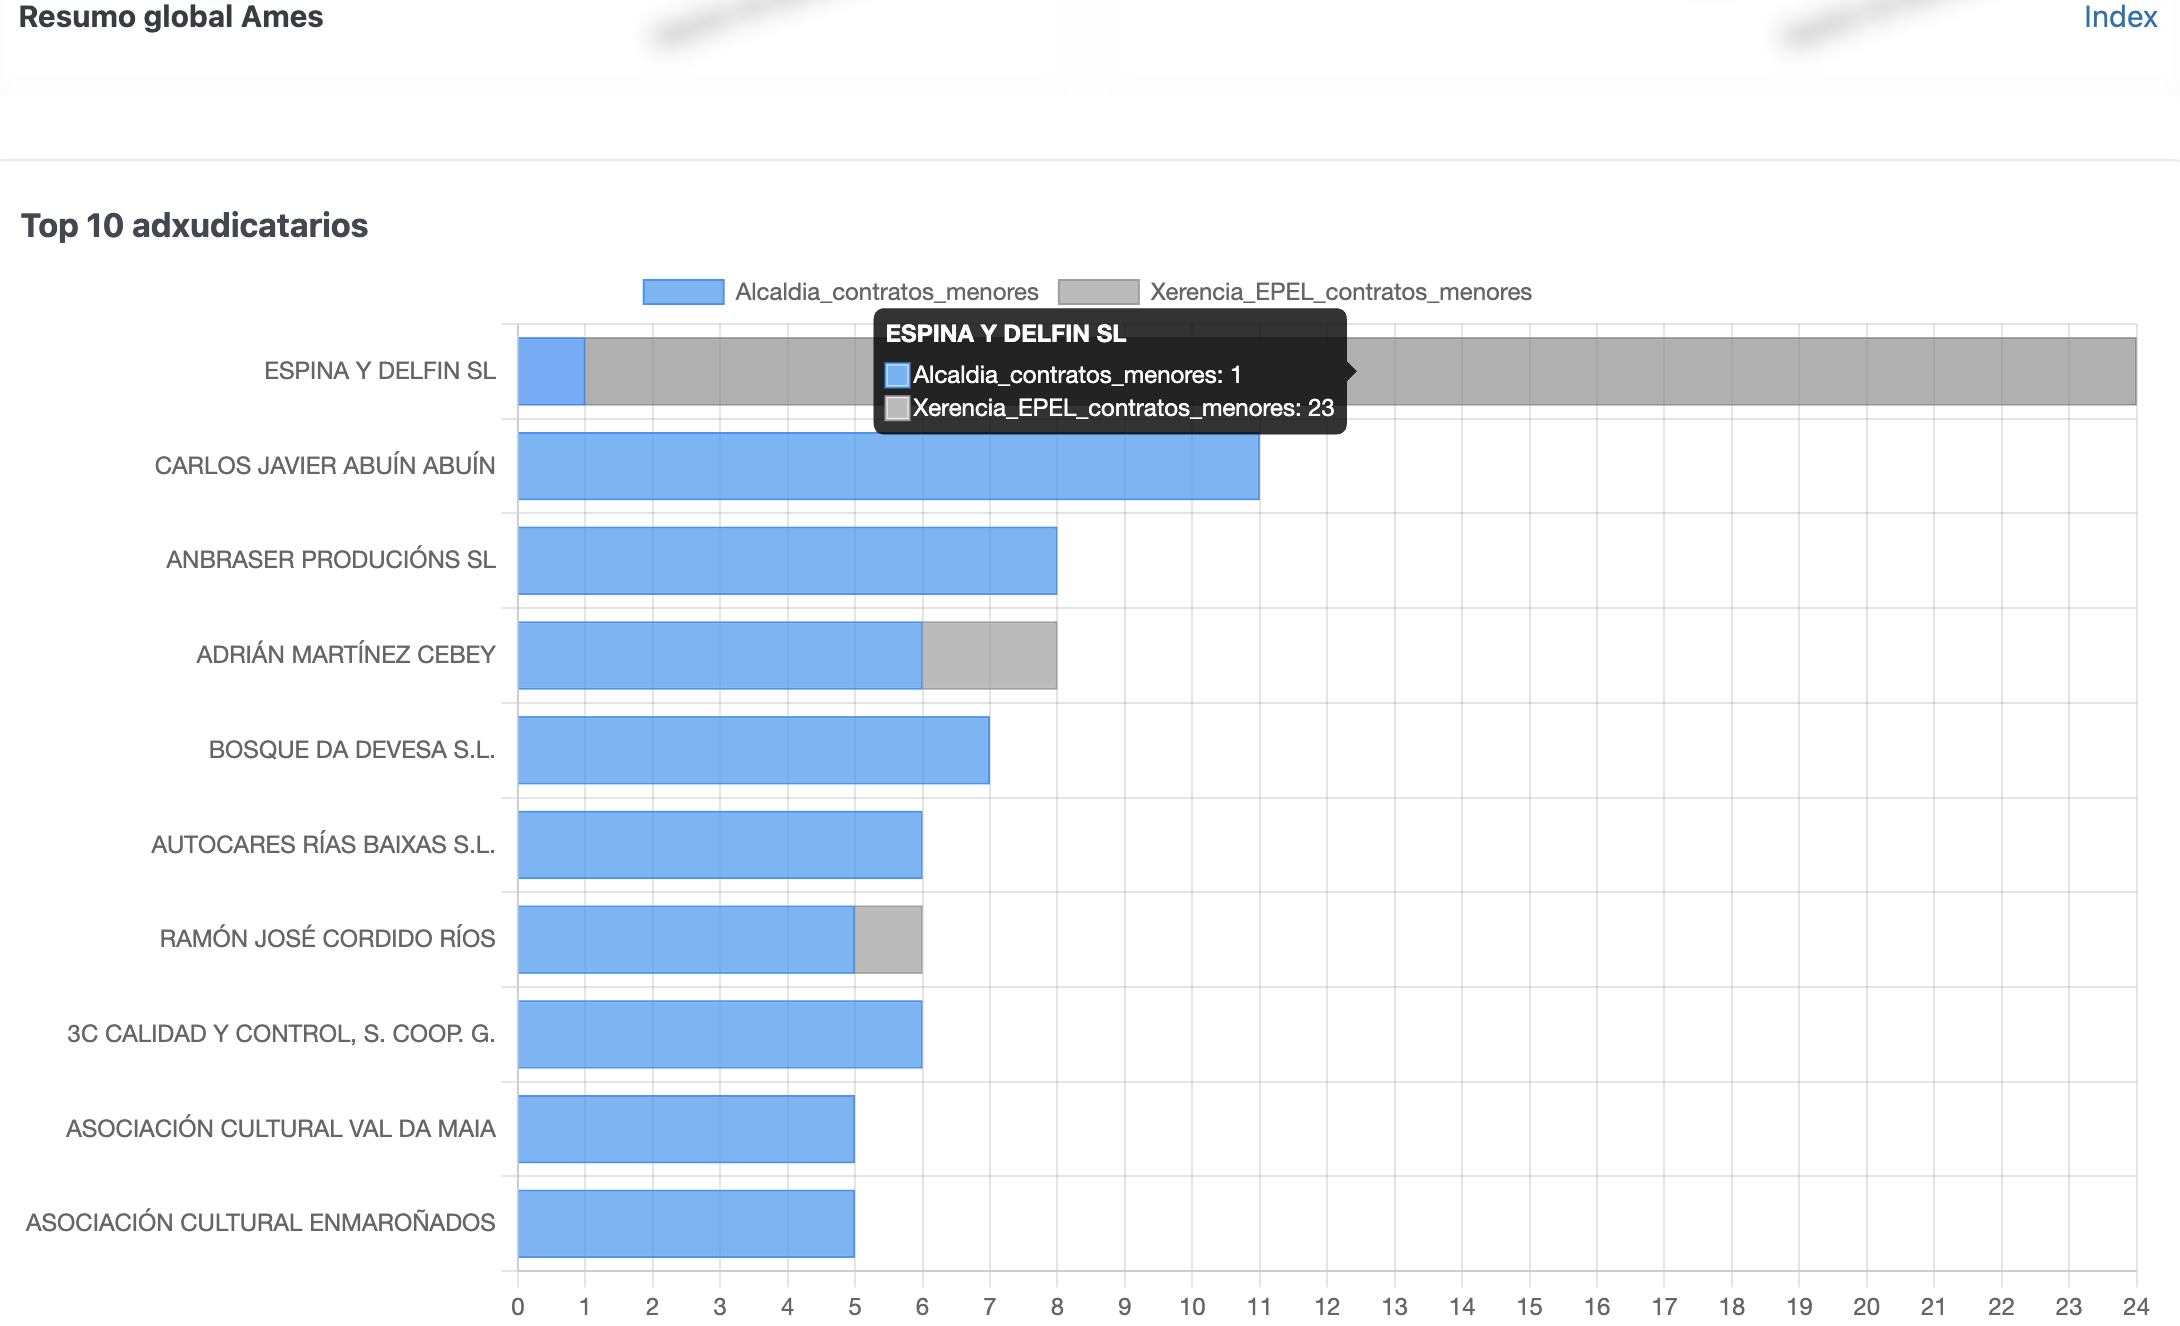 Resumo global Ames
Index
Top 10 adxudicatarios
Alcaldia_contratos_menores
Xerencia_EPEL_contratos_menores
ESPINA Y DELFIN SL
ESPINA Y DELFIN SL
Alcaldia_contratos_menores: 1
Xerencia_EPEL_contratos_menores: 23
CARLOS JAVIER ABUÍN ABUÍN
ANBRASER PRODUCIÓNS SL
ADRIÁN MARTÍNEZ CEBEY
BOSQUE DA DEVESA S.L.
AUTOCARES RÍAS BAIXAS S.L.
RAMÓN JOSÉ CORDIDO RÍOS
3C CALIDAD Y CONTROL, S. COOP. G.
ASOCIACIÓN CULTURAL VAL DA MAIA
ASOCIACIÓN CULTURAL ENMAROÑADOS
0 1 2 3 4 5 6 7 8 9 10 11 12 13 14 15 16 17 18 19 20 21 22 23 24